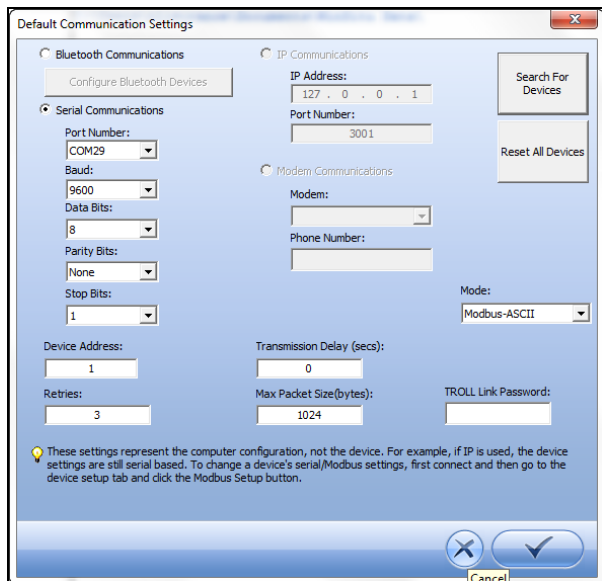 Default Communication Settings
Bluetooth Communications
Configure Bluetooth Devices
Serial Communications
Port Number:
COM29
Baud:
9600
Data Bits:
8
Parity Bits:
None
Stop Bits:
1
IP Communications
IP Address:
127 . 0 . 0 . 1
Port Number:
3001
Modem Communications
Modem:
Phone Number:
Search For
Devices
Reset All Devices
Mode:
Modbus-ASCII
Device Address:
1
Transmission Delay (secs):
0
Retries:
3
Max Packet Size(bytes):
1024
TROLL Link Password:
These settings represent the computer configuration, not the device. For example, if IP is used, the device
settings are still serial based. To change a device's serial/Modbus settings, first connect and then go to the
device setup tab and click the Modbus Setup button.
Cancel